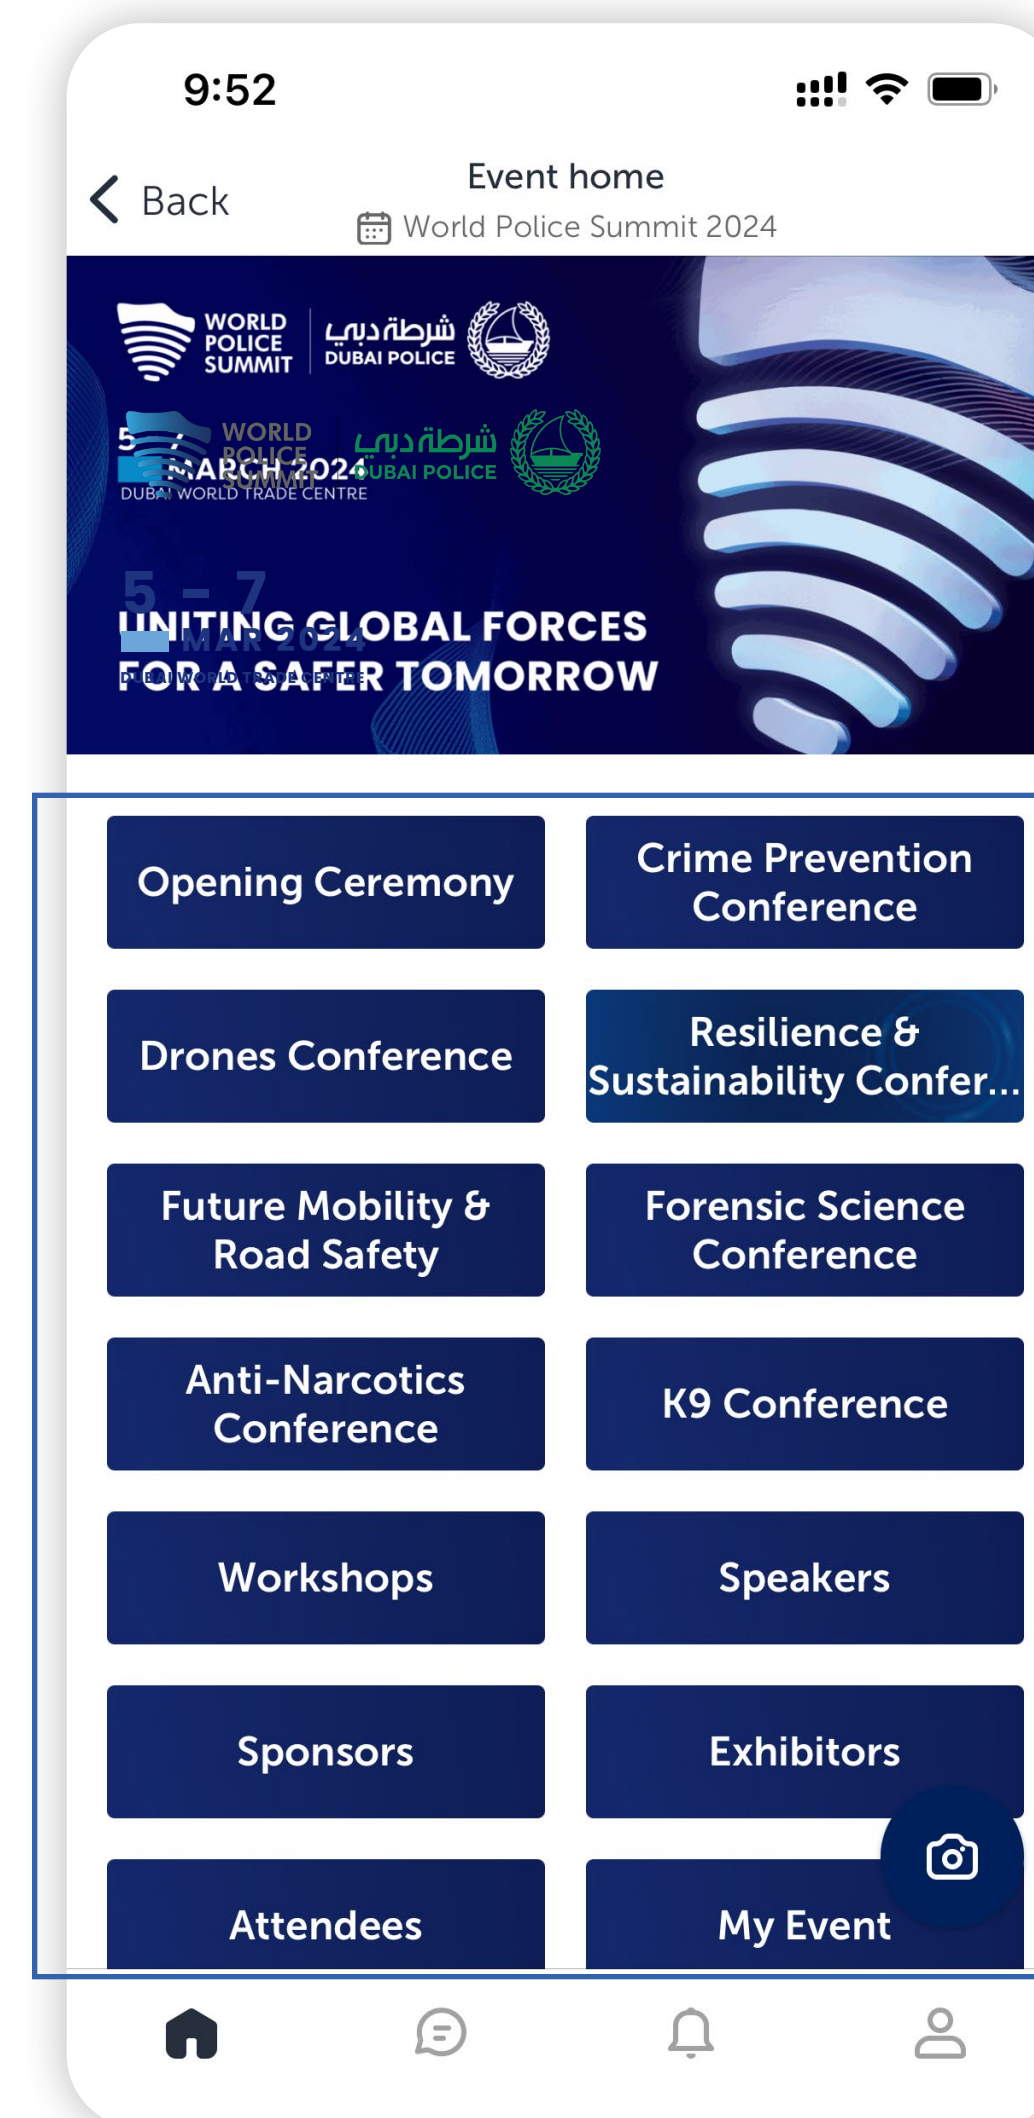 9:52
Back
Event home
World Police Summit 2024
WORLD
POLICE
SUMMIT
شرطة دبي
DUBAI POLICE
WORLD
POLICE
SUMMIT
شرطة دبي
DUBAI POLICE
5 - 7
MARCH 2024
DUBAI WORLD TRADE CENTRE
5 - 7
MAR 2024
DUBAI WORLD TRADE CENTRE
UNITING GLOBAL FORCES
FOR A SAFER TOMORROW
Opening Ceremony
Crime Prevention
Conference
Drones Conference
Resilience &
Sustainability Confer...
Future Mobility &
Road Safety
Forensic Science
Conference
Anti-Narcotics
Conference
K9 Conference
Workshops
Speakers
Sponsors
Exhibitors
Attendees
My Event